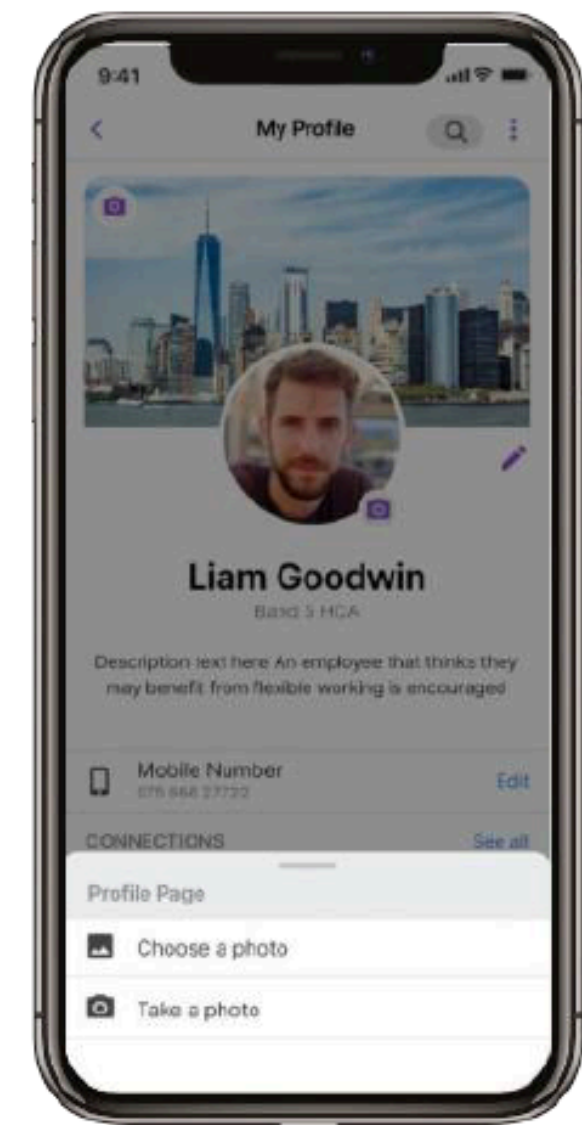 9:41
My Profile
Liam Goodwin
Band 5 HCA
Description text here An employee that thinks they
may benefit from flexible working is encouraged
Mobile Number
Edit
CONNECTIONS
See all
Profile Page
Choose a photo
Take a photo